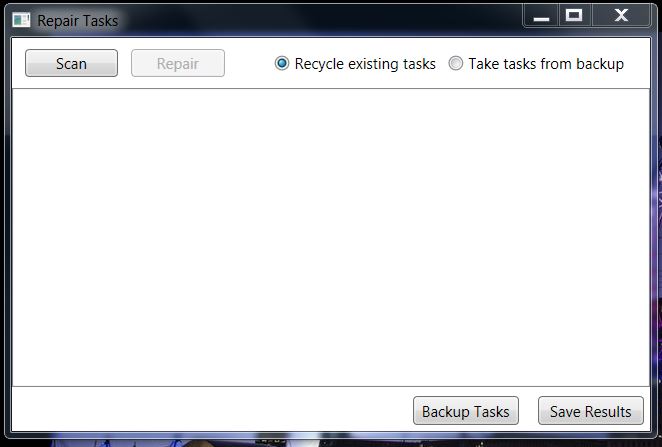 Repair Tasks
Scan Repair Recycle existing tasks Take tasks from backup
Backup Tasks Save Results